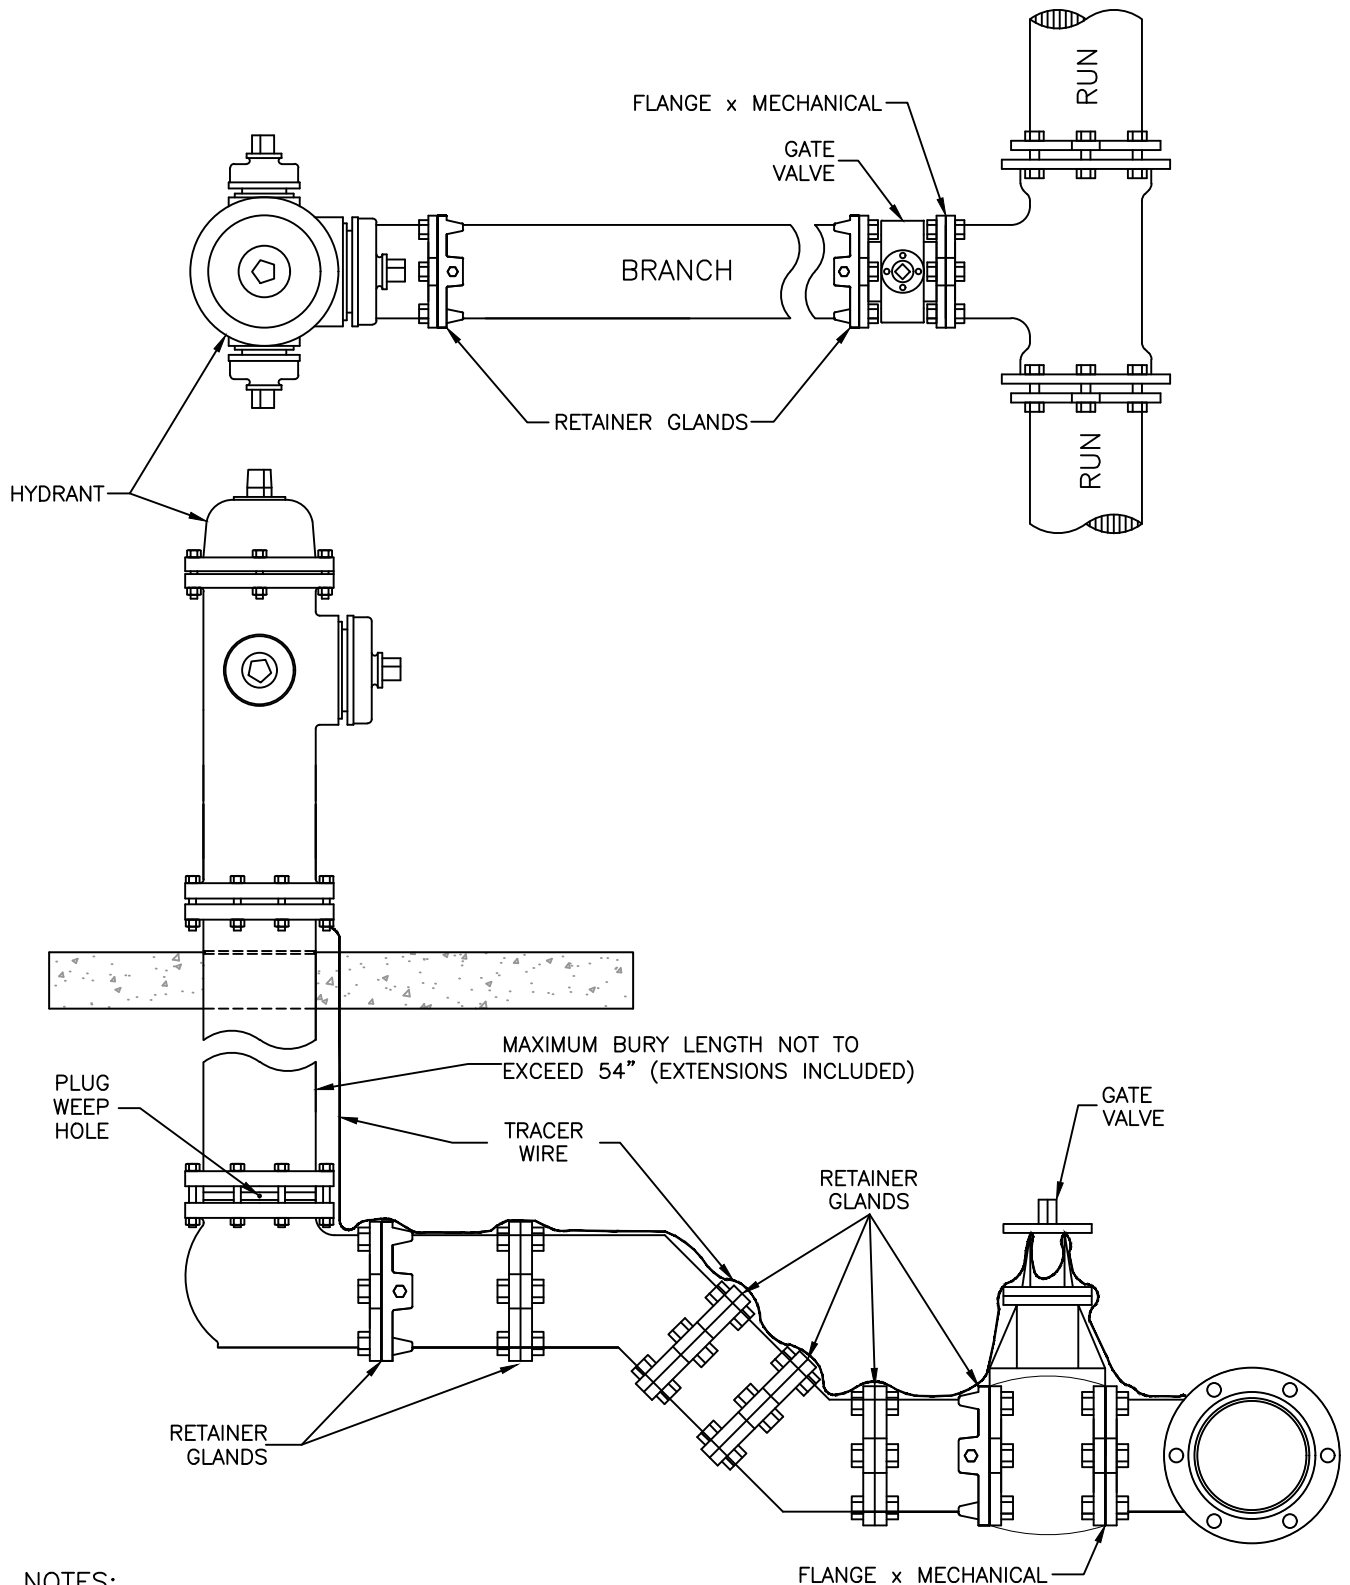 RUN
FLANGE x MECHANICAL
GATE
VALVE
BRANCH
RETAINER GLANDS
RUN
HYDRANT
MAXIMUM BURY LENGTH NOT TO
EXCEED 54" (EXTENSIONS INCLUDED)
PLUG
WEEP
HOLE
GATE
VALVE
TRACER
WIRE
RETAINER
GLANDS
RETAINER
GLANDS
FLANGE x MECHANICAL
NOTES: